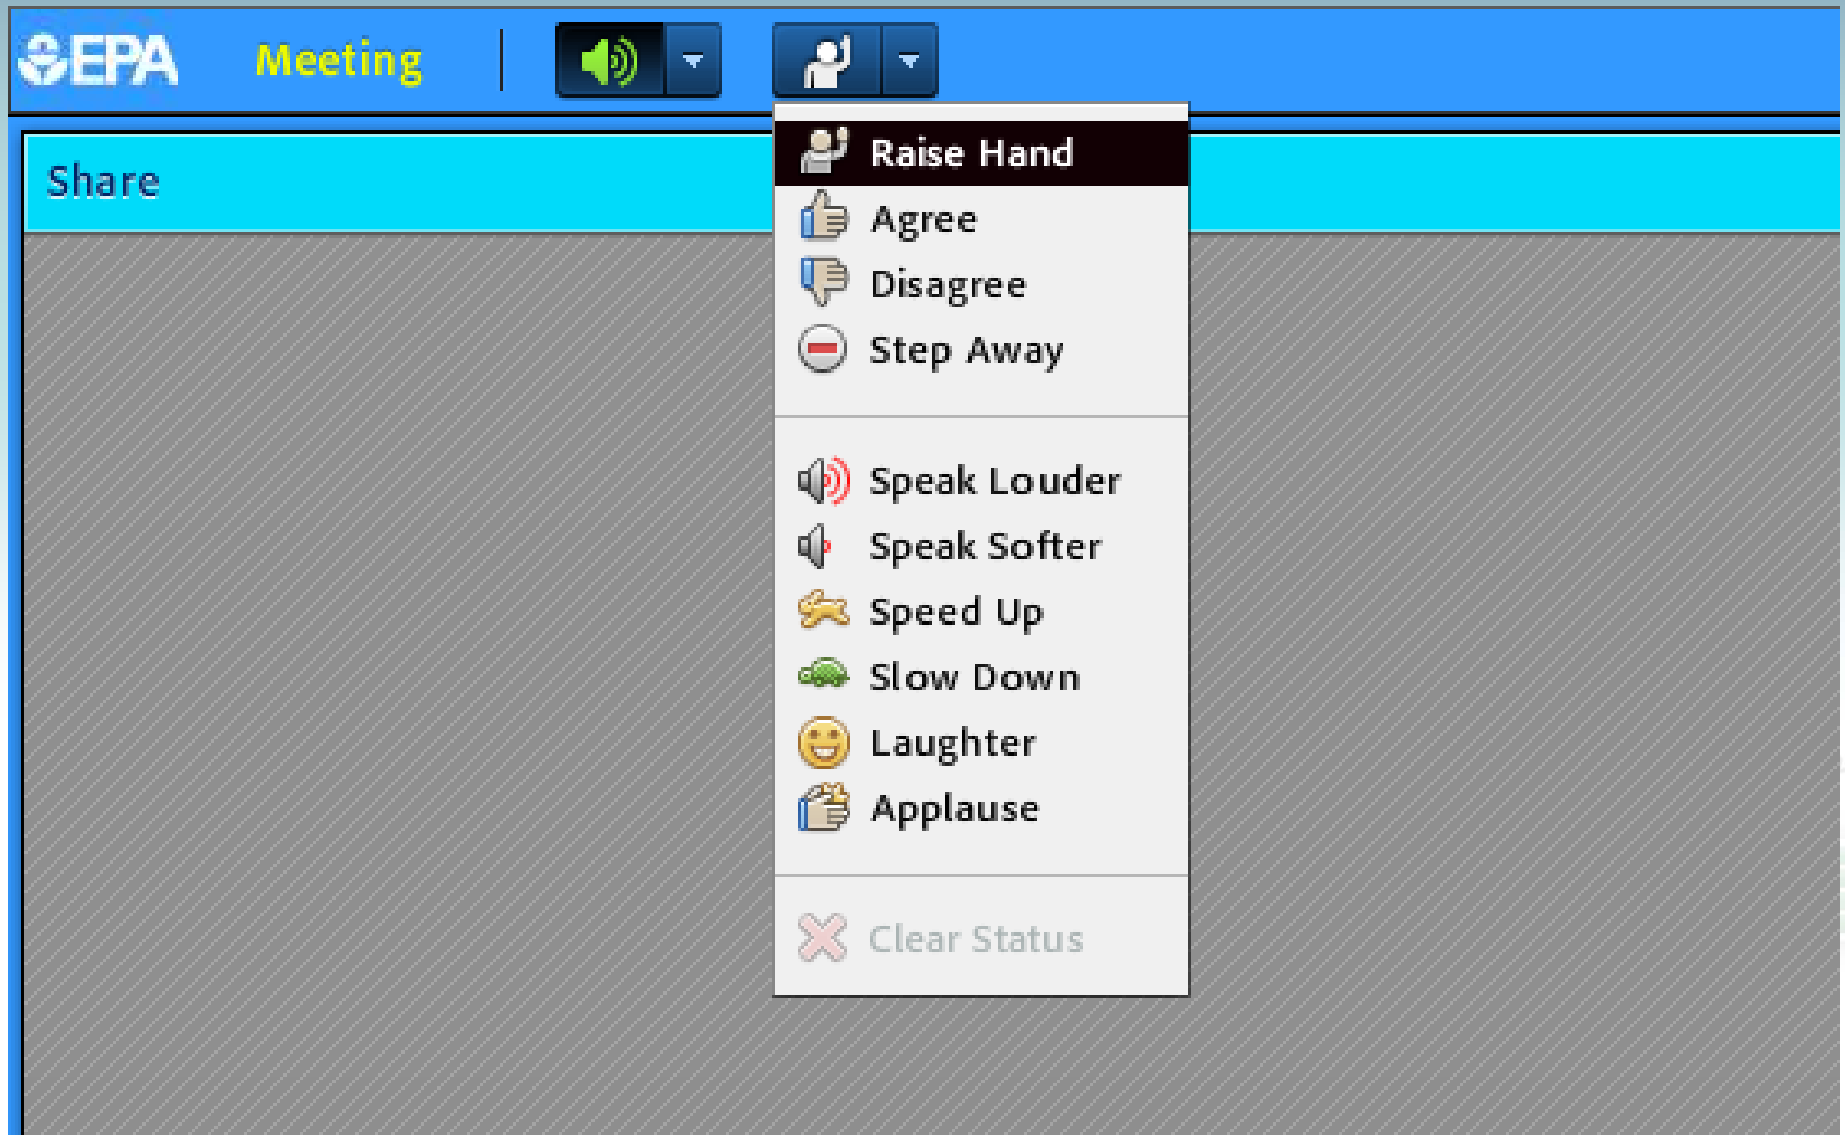 EPA Meeting
Share
Raise Hand
Agree
Disagree
Step Away
Speak Louder
Speak Softer
Speed Up
Slow Down
Laughter
Applause
Clear Status